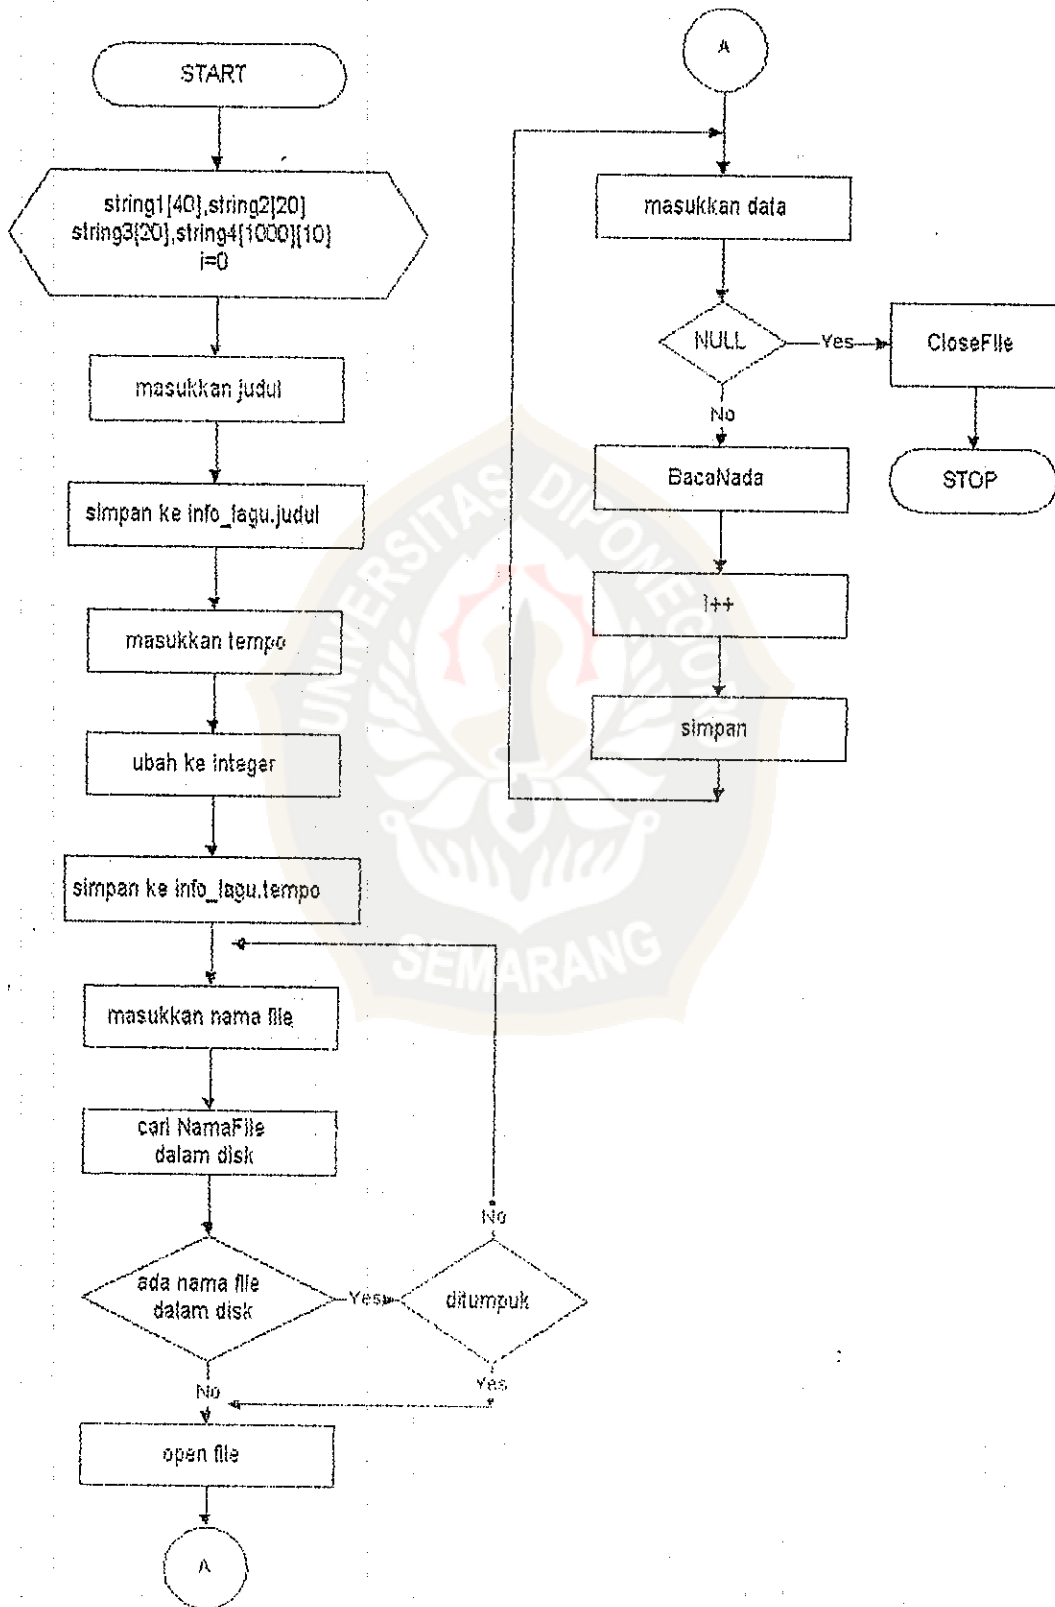 START
string1[40],string2[20]
string3[20],string4[1000][10]
i=0
masukkan judul
simpan ke info_lagu.judul
masukkan tempo
ubah ke integer
simpan ke info_lagu.tempo
masukkan nama file
cari NamaFile
dalam disk
ada nama file
dalam disk
Yes
ditumpuk
No
Yes
No
open file
A
A
masukkan data
NULL
Yes
CloseFile
STOP
No
BacaNada
i++
simpan
UNIVERSITAS DIPONEGORO
SEMARANG